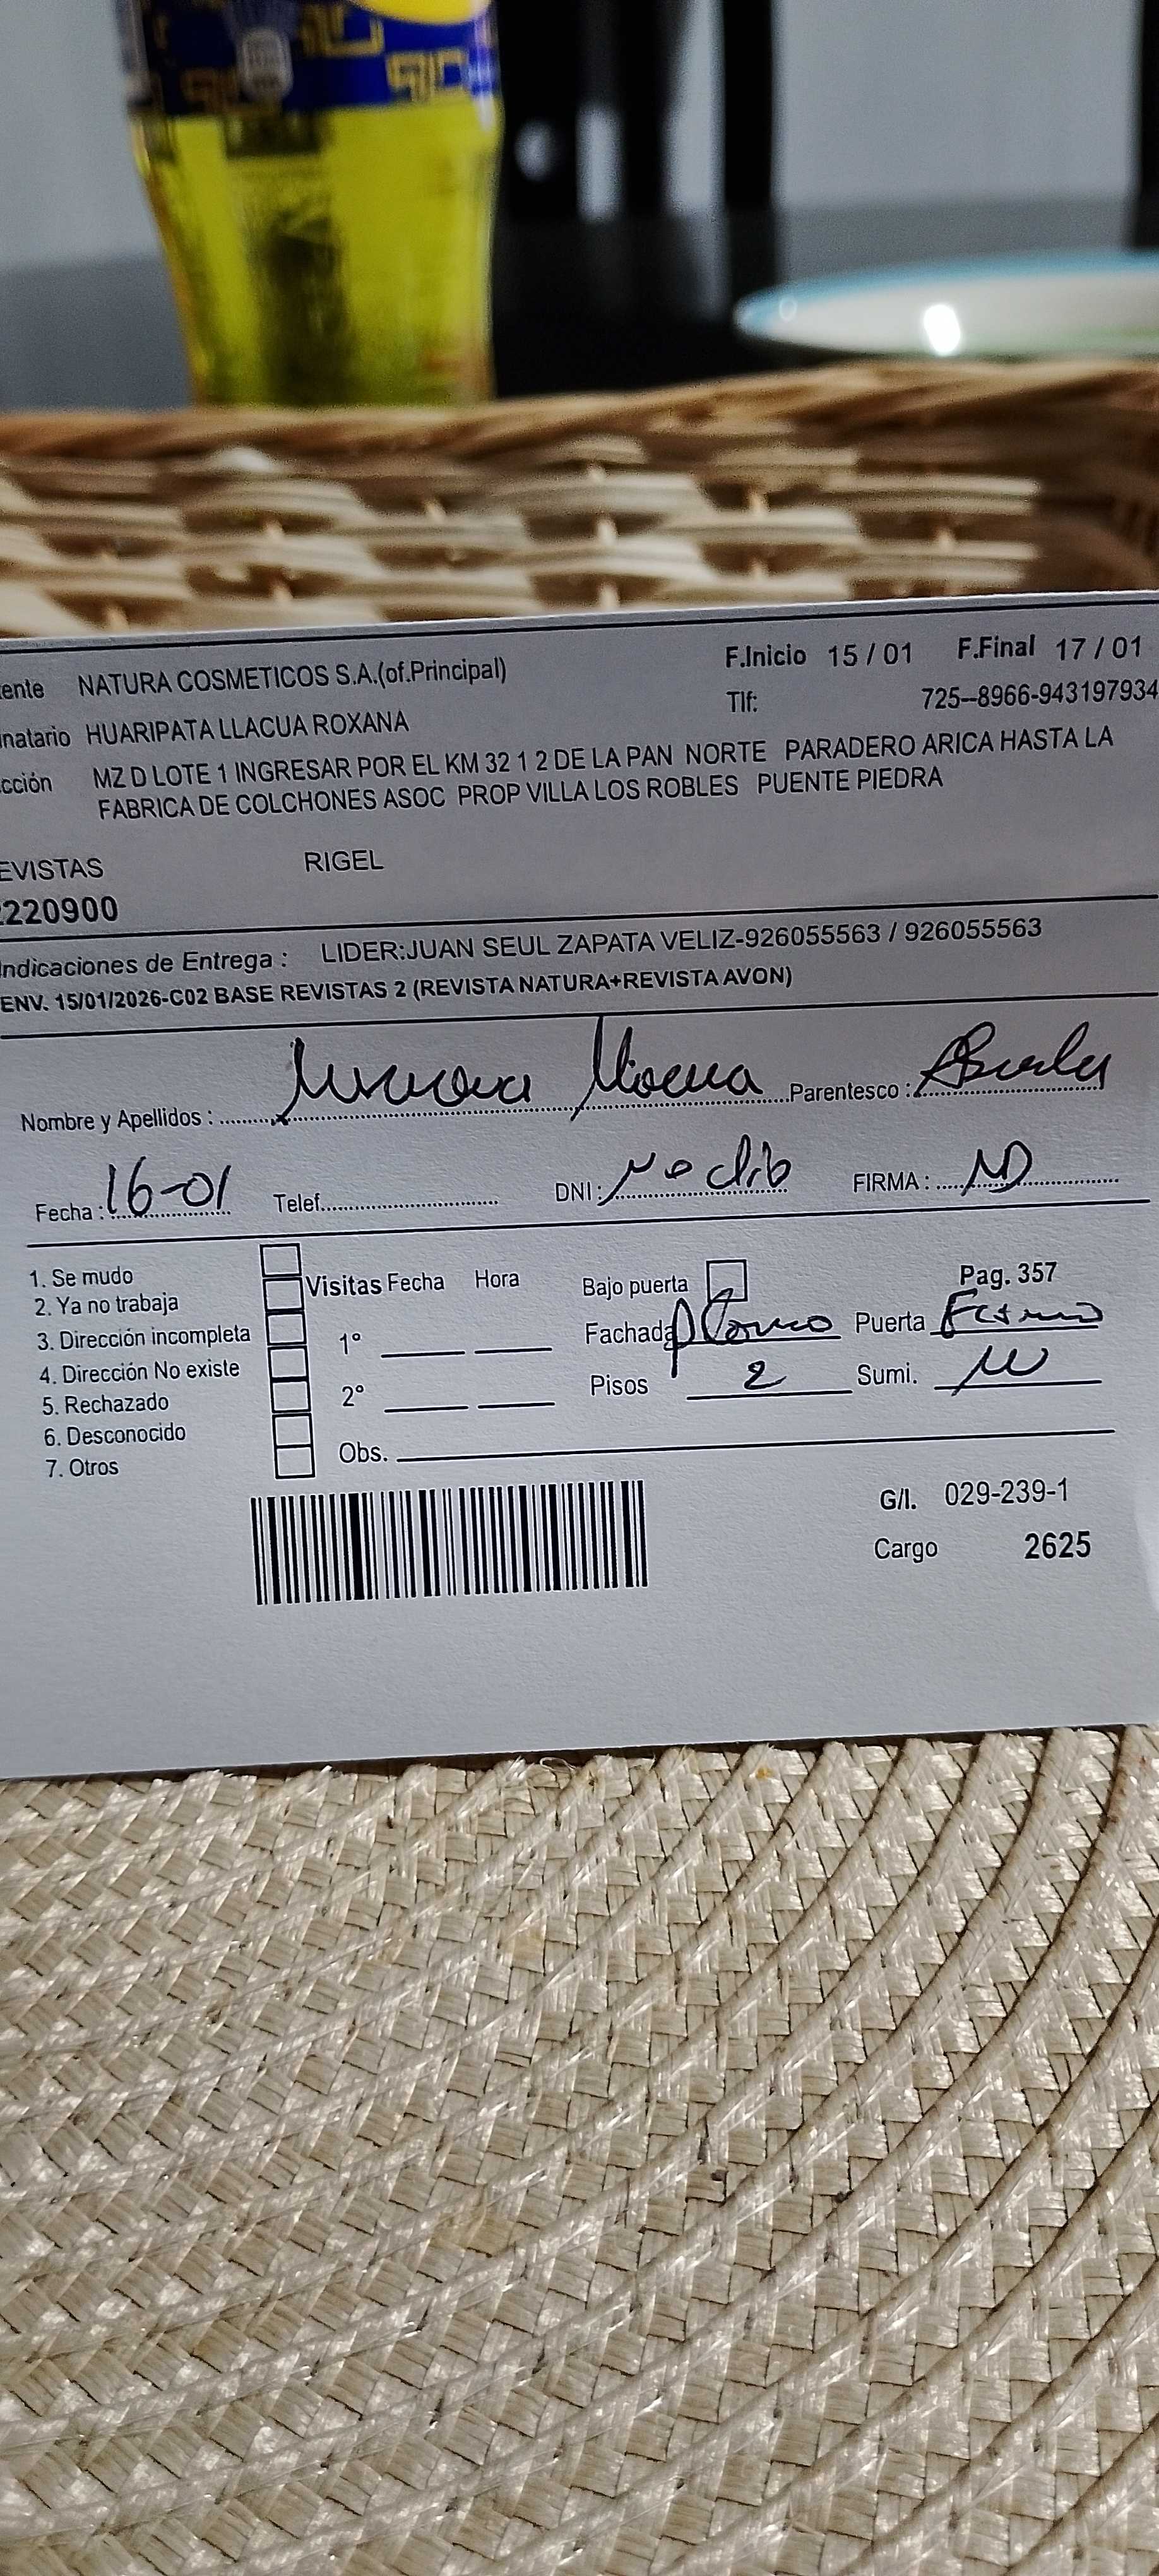 ente NATURA COSMETICOS S.A.(of.Principal) F.Inicio 15 / 01 F.Final 17 / 01
Tlf: 725--8966-943197934
natario HUARIPATA LLACUA ROXANA
cción MZ D LOTE 1 INGRESAR POR EL KM 32 1 2 DE LA PAN NORTE PARADERO ARICA HASTA LA
FABRICA DE COLCHONES ASOC PROP VILLA LOS ROBLES PUENTE PIEDRA
EVISTAS RIGEL
2220900
Indicaciones de Entrega : LIDER:JUAN SEUL ZAPATA VELIZ-926055563 / 926055563
ENV. 15/01/2026-C02 BASE REVISTAS 2 (REVISTA NATURA+REVISTA AVON)
Nombre y Apellidos : Parentesco :
Fecha : 16-01 Telef. DNI : FIRMA :
1. Se mudo
2. Ya no trabaja
3. Dirección incompleta
4. Dirección No existe
5. Rechazado
6. Desconocido
7. Otros
Visitas Fecha Hora
1°
2°
Obs.
Bajo puerta Pag. 357
Fachada Puerta
Pisos 2 Sumi.
G/I. 029-239-1
Cargo 2625